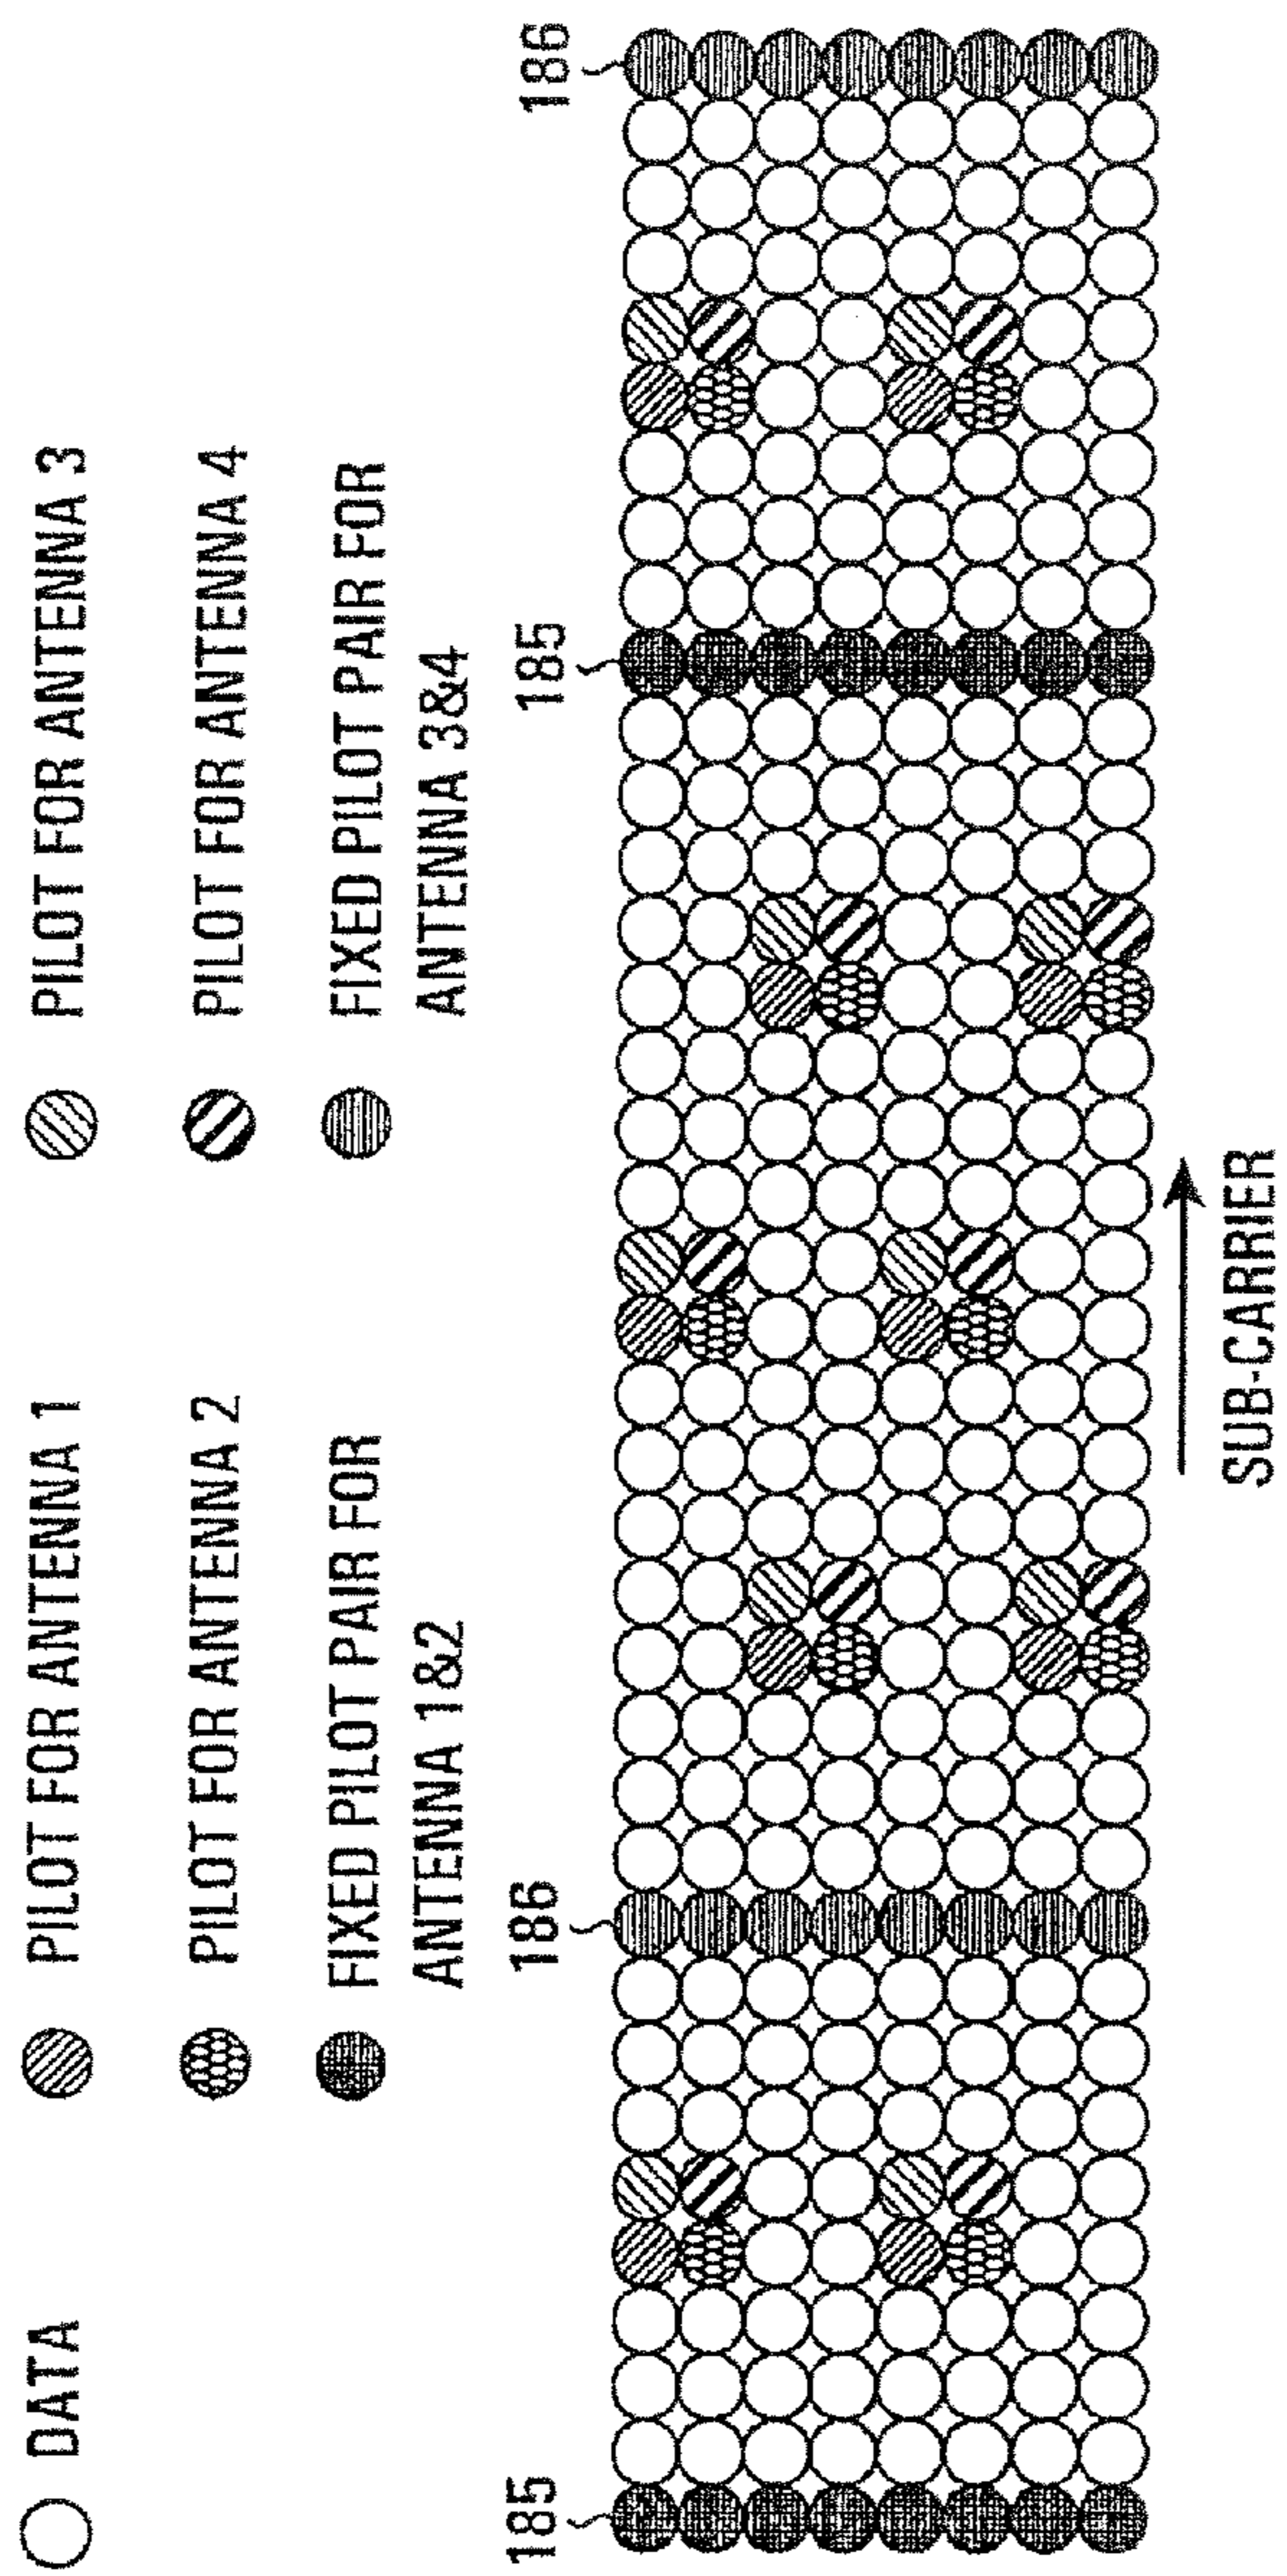 DATA
PILOT FOR ANTENNA 1
PILOT FOR ANTENNA 3
PILOT FOR ANTENNA 2
PILOT FOR ANTENNA 4
FIXED PILOT PAIR FOR
ANTENNA 1&2
FIXED PILOT PAIR FOR
ANTENNA 3&4
185
186
185
186
SUB-CARRIER